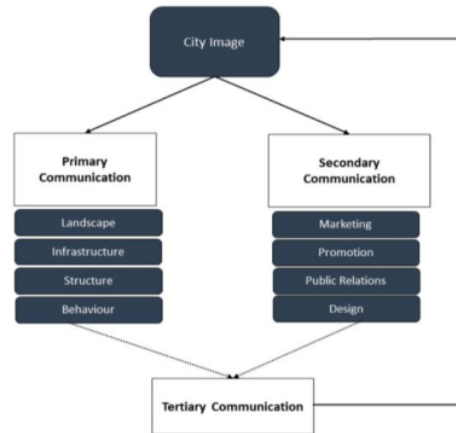 City Image
Primary
Communication
Landscape
Infrastructure
Structure
Behaviour
Secondary
Communication
Marketing
Promotion
Public Relations
Design
Tertiary Communication